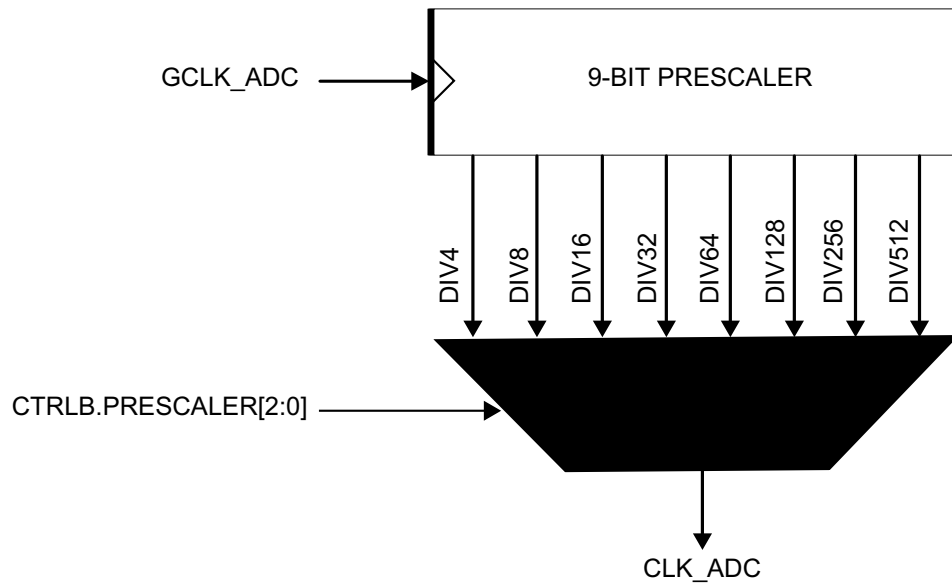 GCLK_ADC
9-BIT PRESCALER
DIV4
DIV8
DIV16
DIV32
DIV64
DIV128
DIV256
DIV512
CTRLB.PRESCALER[2:0]
CLK_ADC